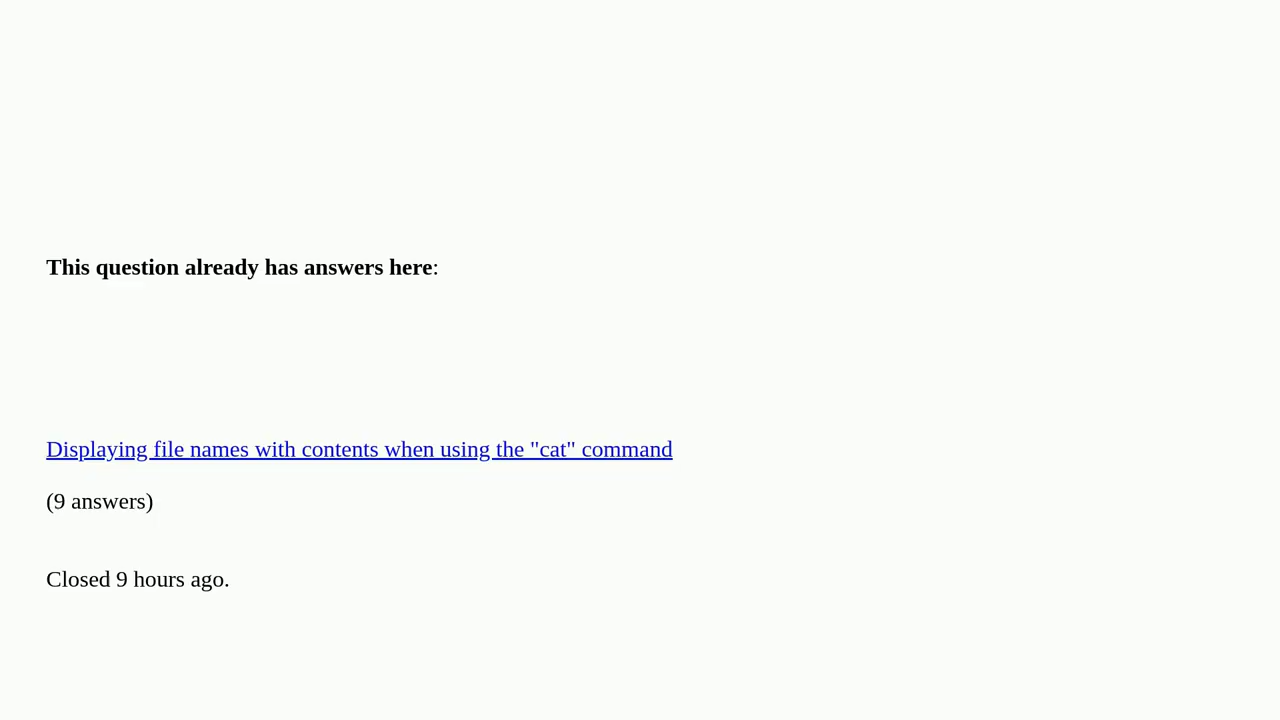 This question already has answers here:
Displaying file names with contents when using the "cat" command
(9 answers)
Closed 9 hours ago.